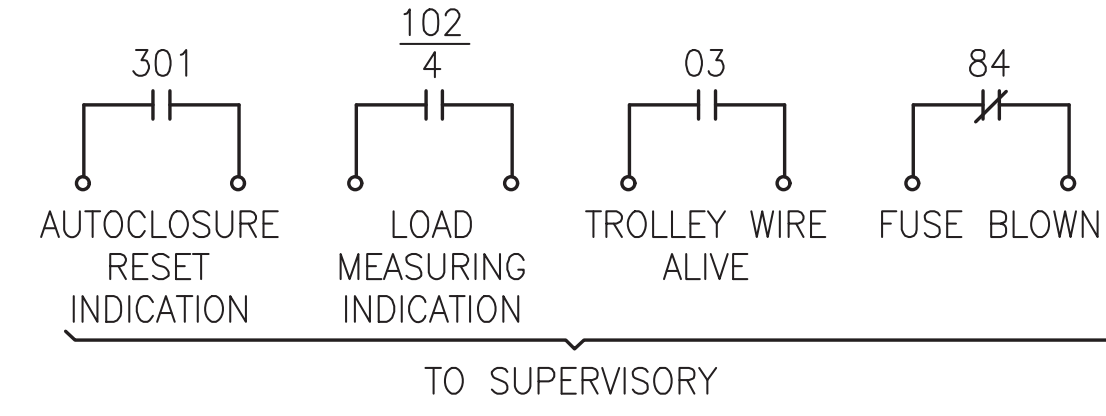 301
102
4
03
84
AUTOCLOSURE
RESET
INDICATION
LOAD
MEASURING
INDICATION
TROLLEY WIRE
ALIVE
FUSE BLOWN
TO SUPERVISORY